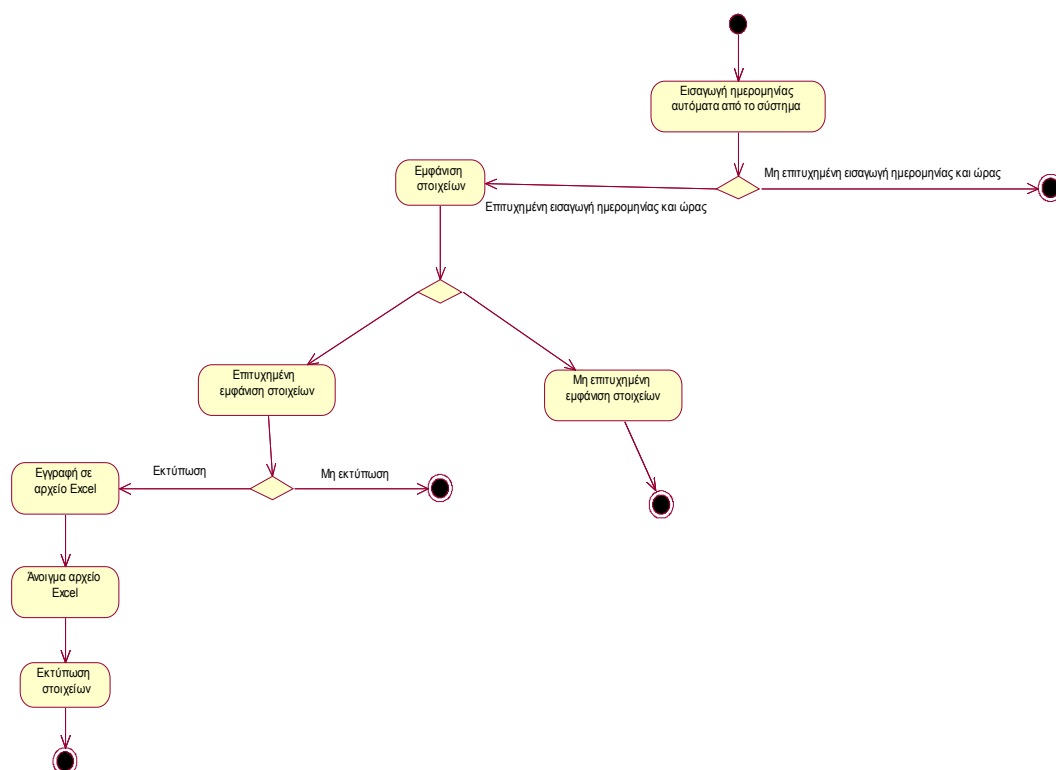 Εισαγωγή ημερομηνίας
αυτόματα από το σύστημα
Εμφάνιση
στοιχείων
Μη επιτυχημένη εισαγωγή ημερομηνίας και ώρας
Επιτυχημένη εισαγωγή ημερομηνίας και ώρας
Επιτυχημένη
εμφάνιση στοιχείων
Μη επιτυχημένη
εμφάνιση στοιχείων
Εγγραφή σε
αρχείο Excel
Εκτύπωση
Μη εκτύπωση
Άνοιγμα αρχείο
Excel
Εκτύπωση
στοιχείων